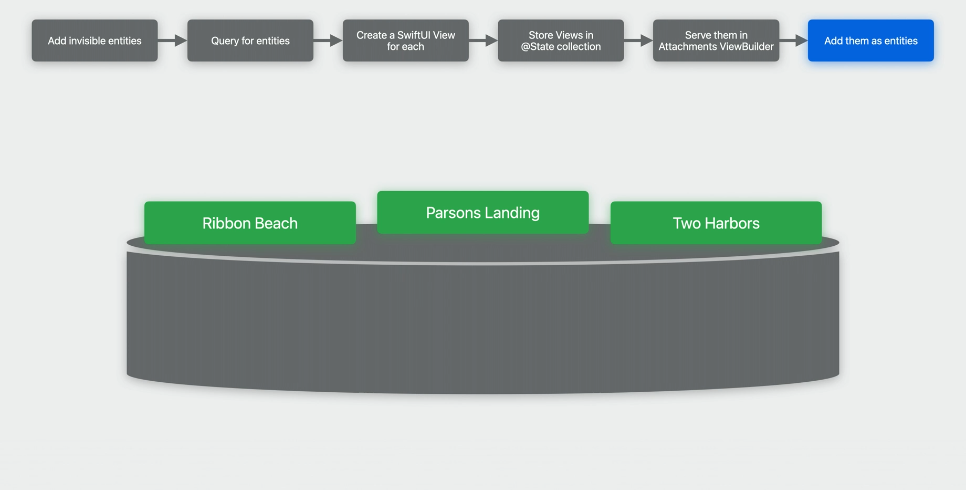 Add invisible entities
Query for entities
Create a SwiftUI View
for each
Store Views in
@State collection
Serve them in
Attachments ViewBuilder
Add them as entities
Ribbon Beach
Parsons Landing
Two Harbors